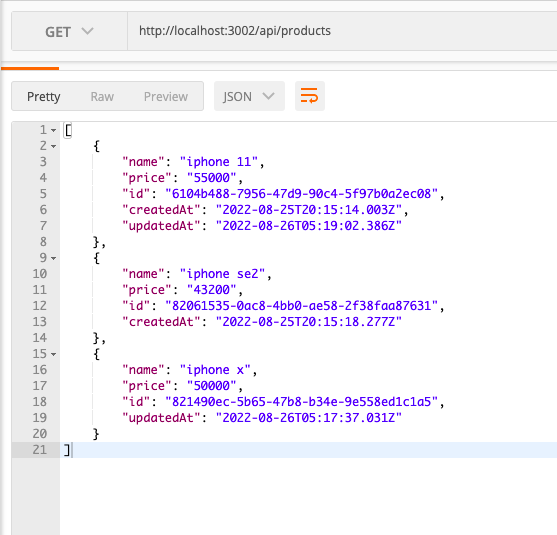 GET http://localhost:3002/api/products
Pretty Raw Preview JSON
1 [
2 {
3 "name": "iphone 11",
4 "price": "55000",
5 "id": "6104b488-7956-47d9-90c4-5f97b0a2ec08",
6 "createdAt": "2022-08-25T20:15:14.003Z",
7 "updatedAt": "2022-08-26T05:19:02.386Z"
8 },
9 {
10 "name": "iphone se2",
11 "price": "43200",
12 "id": "82061535-0ac8-4bb0-ae58-2f38faa87631",
13 "createdAt": "2022-08-25T20:15:18.277Z"
14 },
15 {
16 "name": "iphone x",
17 "price": "50000",
18 "id": "821490ec-5b65-47b8-b34e-9e558ed1c1a5",
19 "updatedAt": "2022-08-26T05:17:37.031Z"
20 }
21 ]